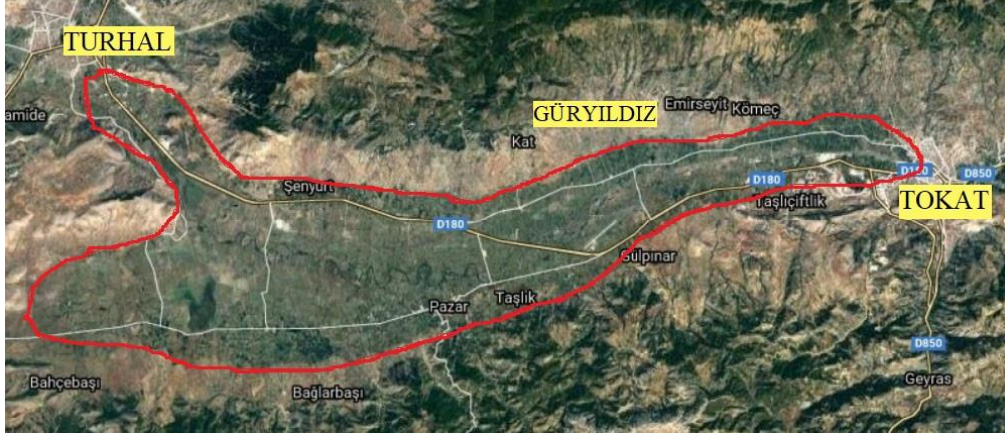 TURHAL
amide
GÜRYILDIZ
Emirseyit
Kömeç
Kat
Şenyurt
D180
D180
D180
D850
Taşlıçiftlik
TOKAT
Gülpınar
Pazar
Taşlık
D850
Bahçebaşı
Bağlarbaşı
Geyras